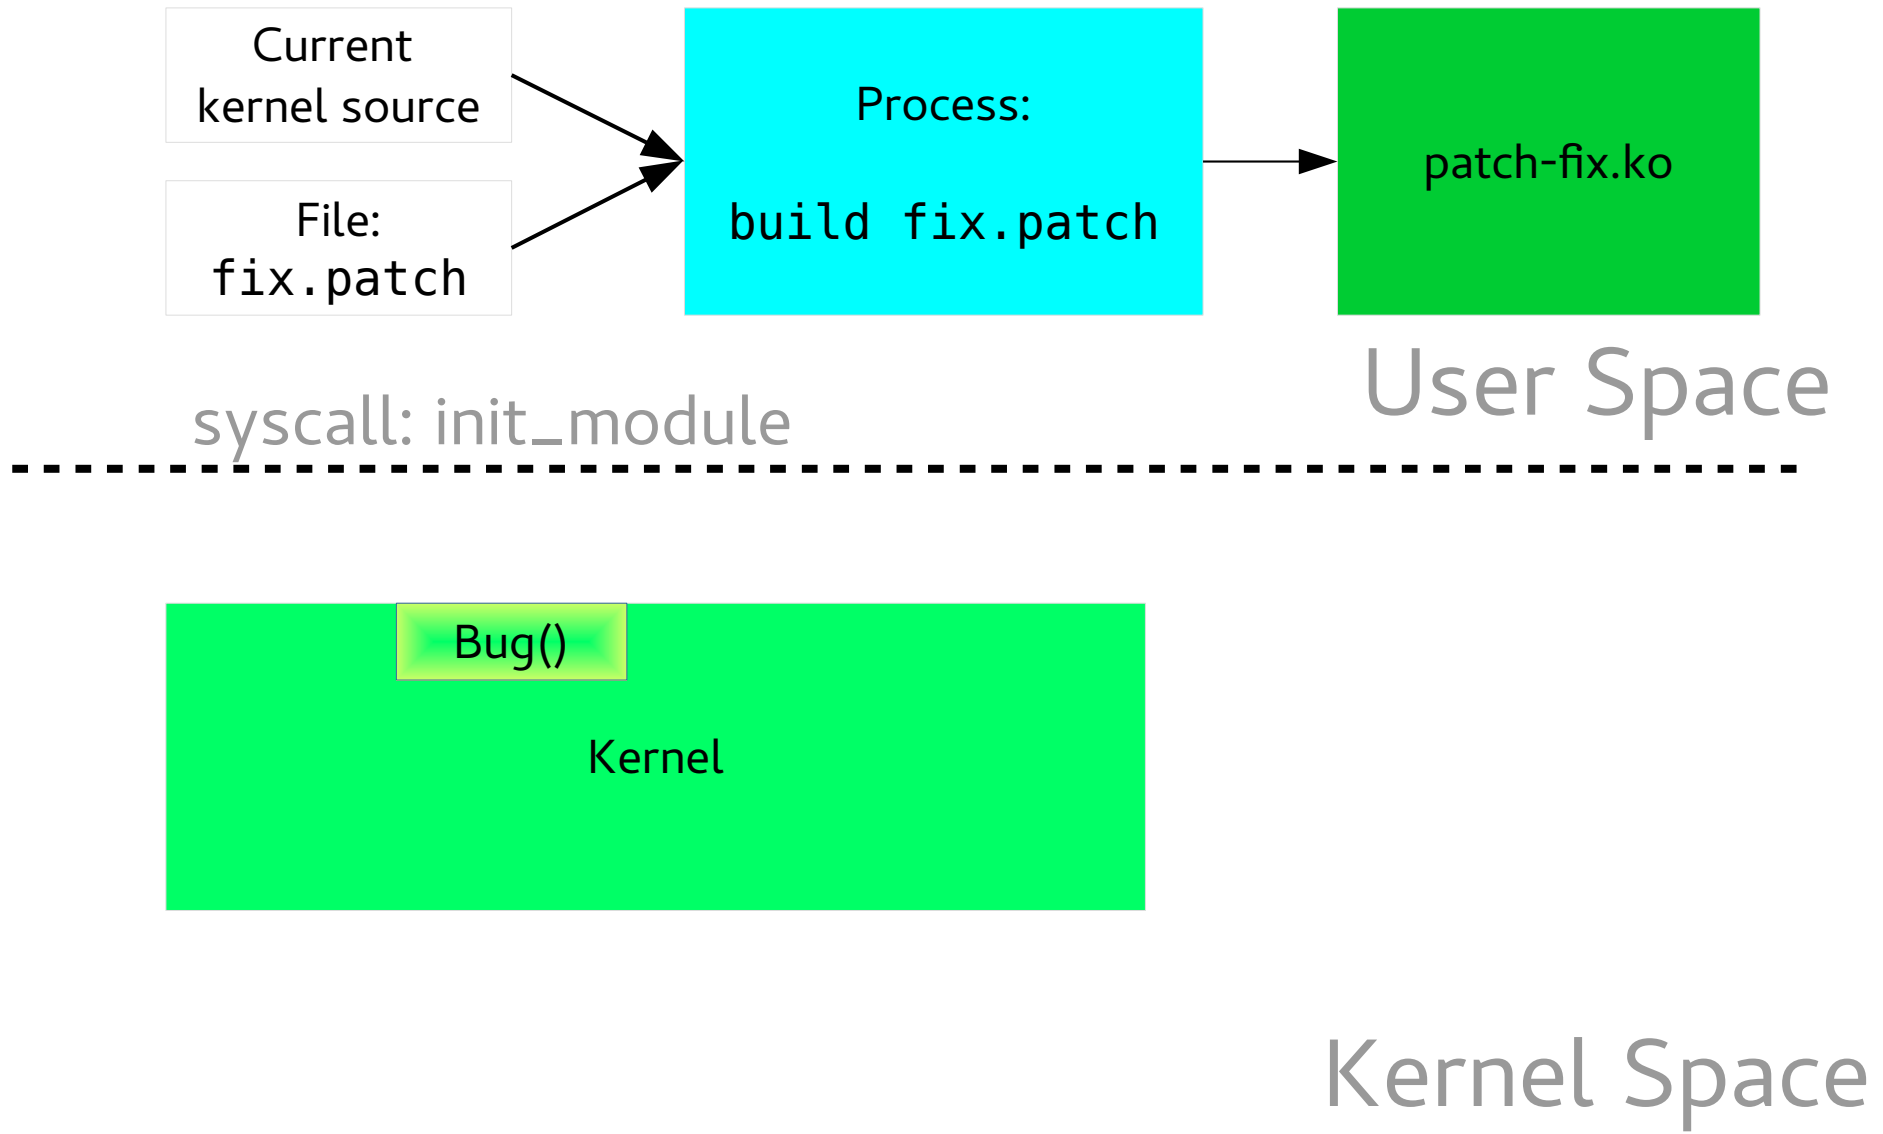 Current
kernel source
File:
fix.patch
Process:
build fix.patch
patch-fix.ko
User Space
syscall: init_module
Bug()
Kernel
Kernel Space